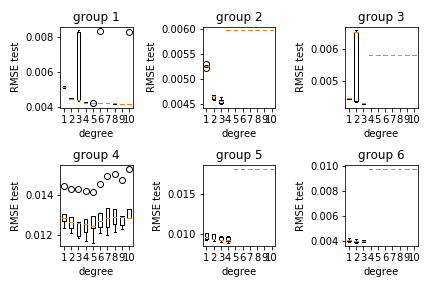 group 1
group 2
group 3
RMSE test
0.008
0.006
0.004
1 2 3 4 5 6 7 8 9 10
degree
RMSE test
0.0060
0.0055
0.0050
0.0045
1 2 3 4 5 6 7 8 9 10
degree
RMSE test
0.006
0.005
1 2 3 4 5 6 7 8 9 10
degree
group 4
group 5
group 6
RMSE test
0.014
0.012
1 2 3 4 5 6 7 8 9 10
degree
RMSE test
0.015
0.010
1 2 3 4 5 6 7 8 9 10
degree
RMSE test
0.010
0.008
0.006
0.004
1 2 3 4 5 6 7 8 9 10
degree